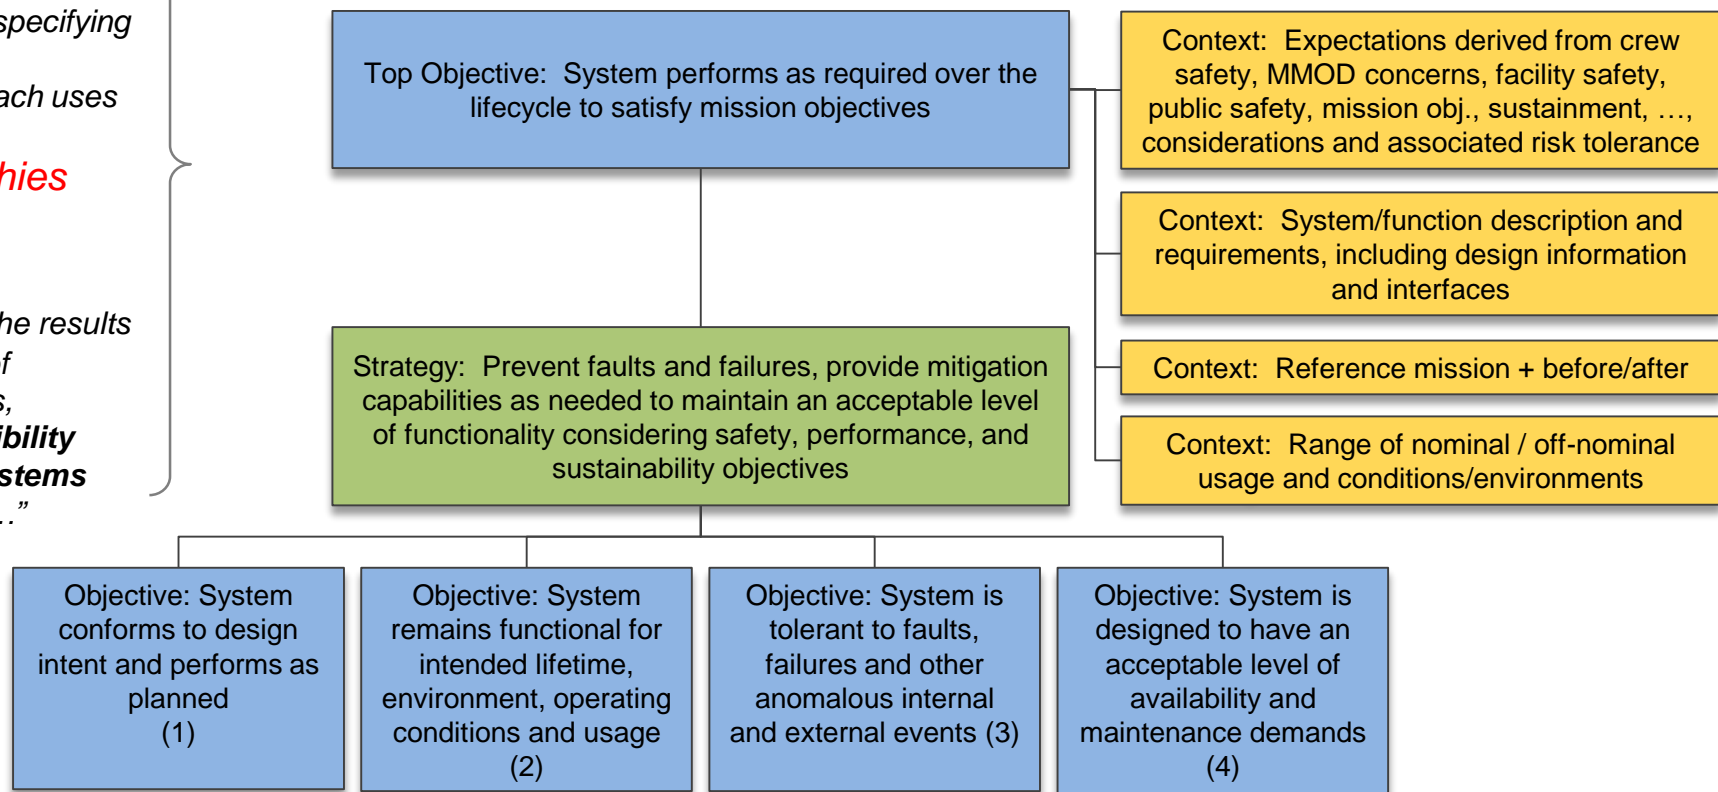 specifying
ach uses
hies
he results
of
s,
ibility
stems
..”
Top Objective:  System performs as required over the
lifecycle to satisfy mission objectives
Context:  Expectations derived from crew
safety, MMOD concerns, facility safety,
public safety, mission obj., sustainment, …,
considerations and associated risk tolerance
Context:  System/function description and
requirements, including design information
and interfaces
Context:  Reference mission + before/after
Context:  Range of nominal / off-nominal
usage and conditions/environments
Strategy:  Prevent faults and failures, provide mitigation
capabilities as needed to maintain an acceptable level
of functionality considering safety, performance, and
sustainability objectives
Objective: System
conforms to design
intent and performs as
planned
(1)
Objective: System
remains functional for
intended lifetime,
environment, operating
conditions and usage
(2)
Objective: System is
tolerant to faults,
failures and other
anomalous internal
and external events (3)
Objective: System is
designed to have an
acceptable level of
availability and
maintenance demands
(4)